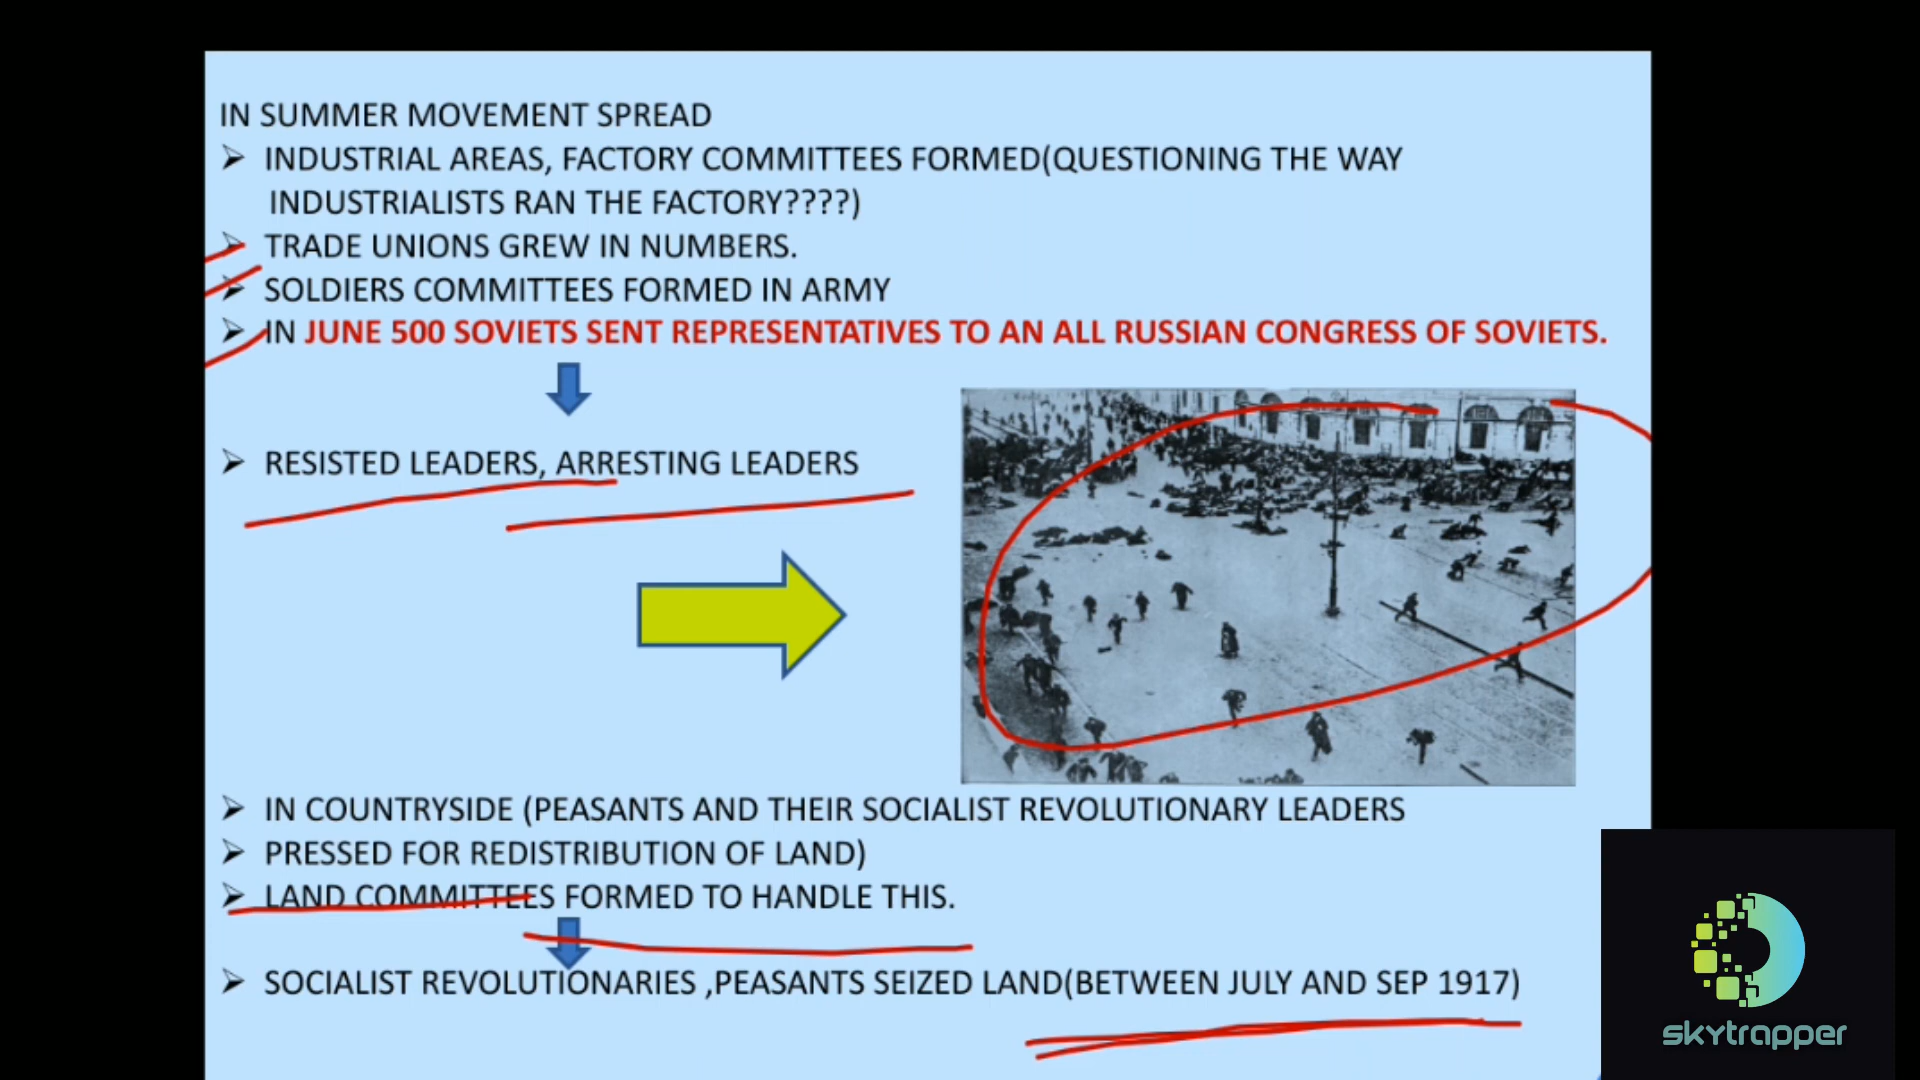 IN SUMMER MOVEMENT SPREAD
➢ INDUSTRIAL AREAS, FACTORY COMMITTEES FORMED(QUESTIONING THE WAY
INDUSTRIALISTS RAN THE FACTORY????)
➢ TRADE UNIONS GREW IN NUMBERS.
➢ SOLDIERS COMMITTEES FORMED IN ARMY
➢ IN JUNE 500 SOVIETS SENT REPRESENTATIVES TO AN ALL RUSSIAN CONGRESS OF SOVIETS.
➢ RESISTED LEADERS, ARRESTING LEADERS
➢ IN COUNTRYSIDE (PEASANTS AND THEIR SOCIALIST REVOLUTIONARY LEADERS
➢ PRESSED FOR REDISTRIBUTION OF LAND)
➢ LAND COMMITTEES FORMED TO HANDLE THIS.
➢ SOCIALIST REVOLUTIONARIES ,PEASANTS SEIZED LAND(BETWEEN JULY AND SEP 1917)
skytrapper